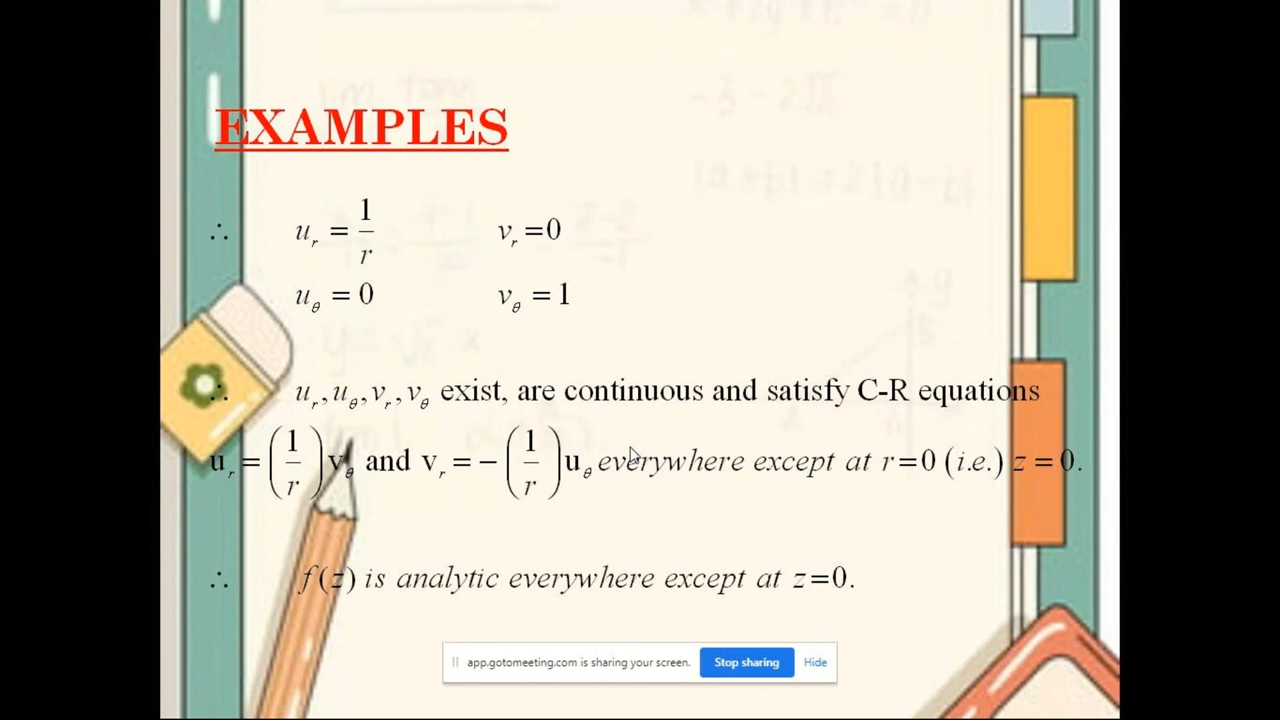 EXAMPLES
∴ u_r = 1/r v_r = 0
u_θ = 0 v_θ = 1
∴ u_r, u_θ, v_r, v_θ exist, are continuous and satisfy C-R equations
u_r = (1/r) v_θ and v_r = −(1/r) u_θ everywhere except at r = 0 (i.e.) z = 0.
∴ f(z) is analytic everywhere except at z = 0.
app.gotomeeting.com is sharing your screen. Stop sharing Hide